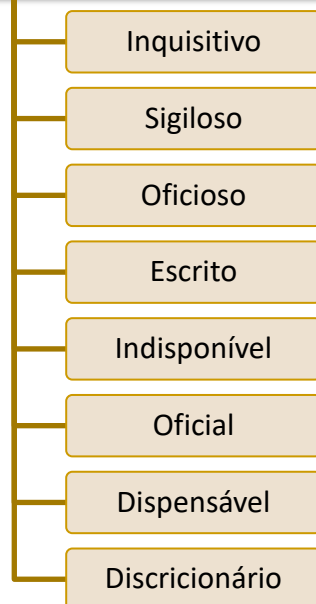 Inquisitivo
Sigiloso
Oficioso
Escrito
Indisponível
Oficial
Dispensável
Discricionário